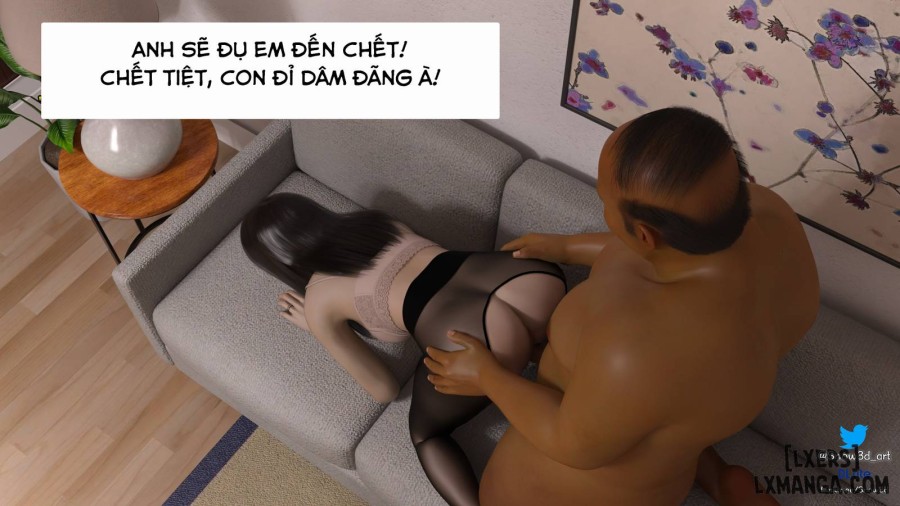 ANH SẼ ĐỤ EM ĐẾN CHẾT!
CHẾT TIỆT, CON ĐĨ DÂM ĐÃNG À!
[LXERS]
LXMANGA.COM